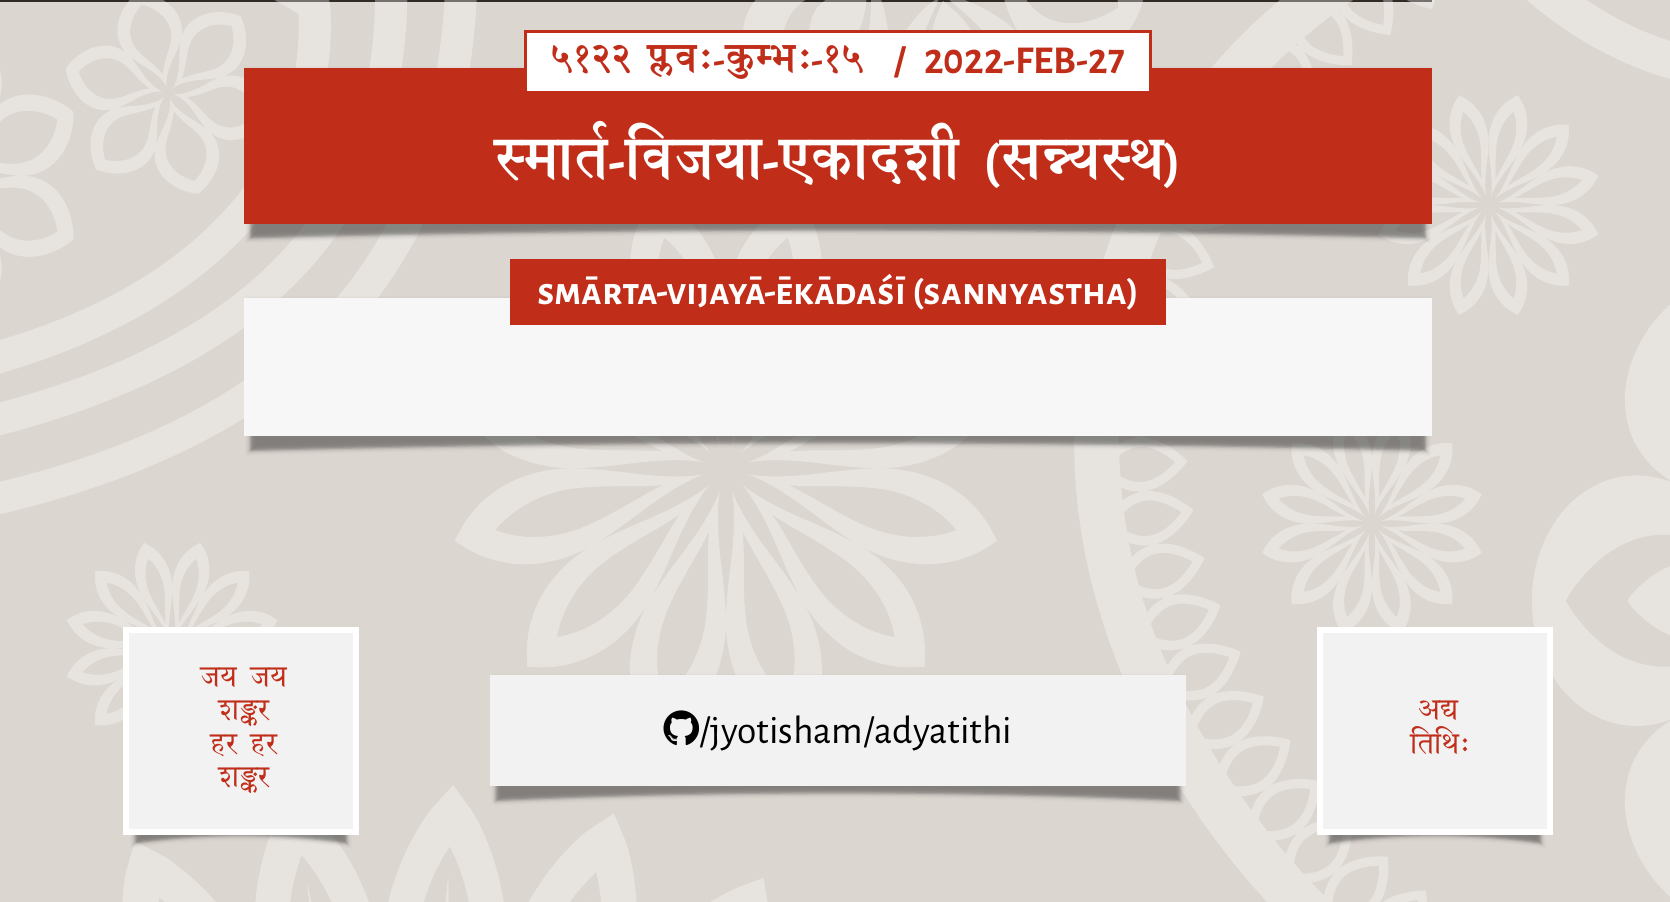 ५१२२ प्लवः-कुम्भः-१५ / 2022-FEB-27
स्मार्त-विजया-एकादशी (सन्न्यस्थ)
SMĀRTA-VIJAYĀ-ĒKĀDAŚĪ (SANNYASTHA)
जय जय
शङ्कर
हर हर
शङ्कर
/jyotisham/adyatithi
अद्य
तिथिः